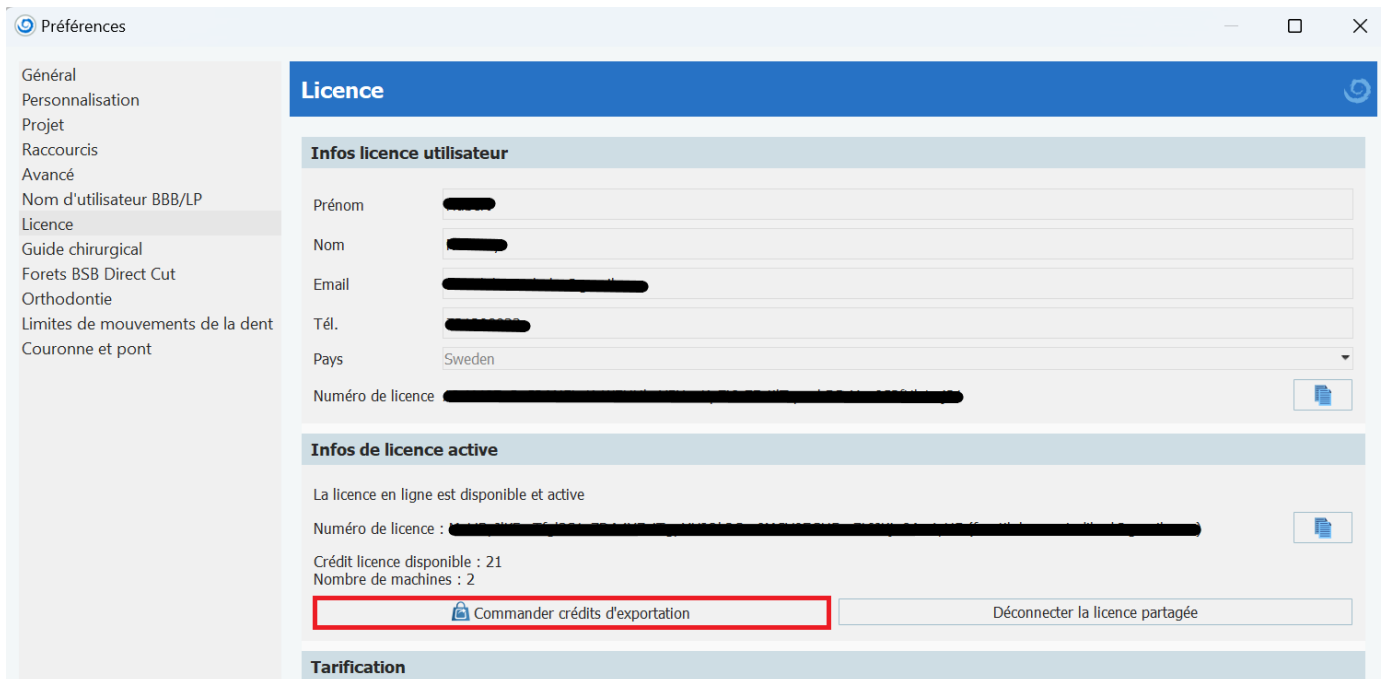 Préférences
Général
Personnalisation
Projet
Raccourcis
Avancé
Nom d'utilisateur BBB/LP
Licence
Guide chirurgical
Forets BSB Direct Cut
Orthodontie
Limites de mouvements de la dent
Couronne et pont
Licence
Infos licence utilisateur
Prénom
Nom
Email
Tél.
Pays Sweden
Numéro de licence
Infos de licence active
La licence en ligne est disponible et active
Numéro de licence :
Crédit licence disponible : 21
Nombre de machines : 2
Commander crédits d'exportation Déconnecter la licence partagée
Tarification